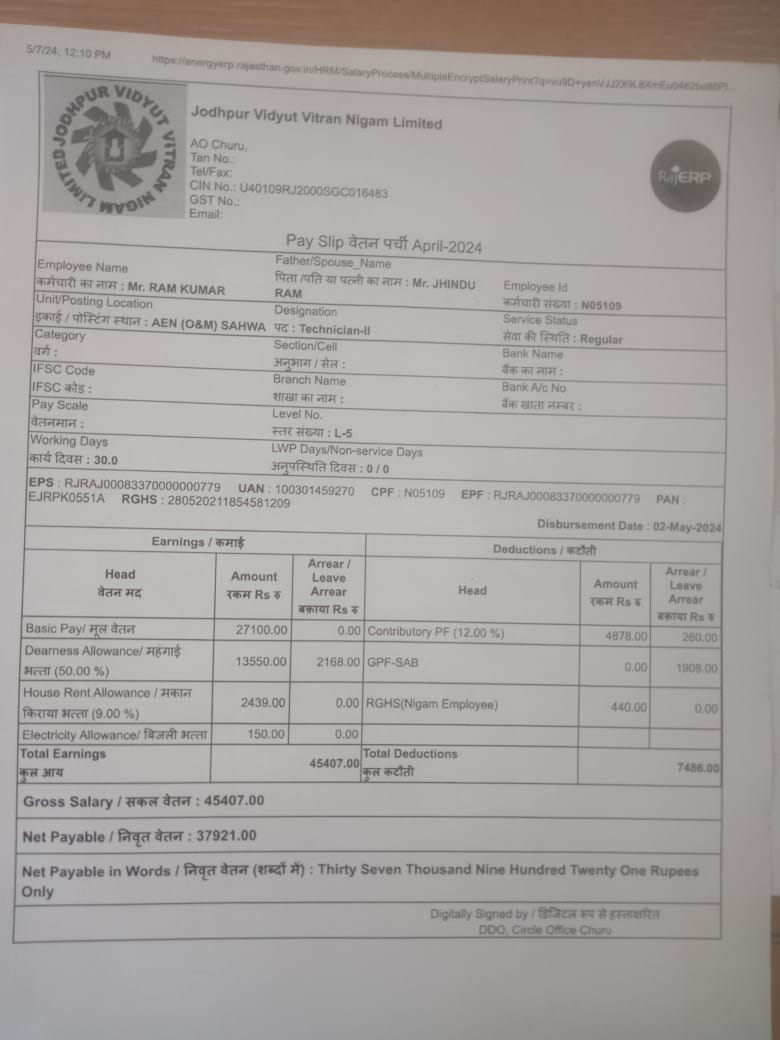 5/7/24, 12:10 PM
JODHPUR VIDYUT VITRAN NIGAM LIMITED
Jodhpur Vidyut Vitran Nigam Limited
AO Churu,
Tan No.:
Tel/Fax:
CIN No.: U40109RJ2000SGC016483
GST No.:
Email:
RajERP
Pay Slip वेतन पर्ची April-2024
Employee Name
कर्मचारी का नाम : Mr. RAM KUMAR
Father/Spouse_Name
पिता /पति या पत्नी का नाम : Mr. JHINDU
RAM
Employee Id
कर्मचारी संख्या : N05109
Unit/Posting Location
इकाई / पोस्टिंग स्थान : AEN (O&M) SAHWA
Designation
पद : Technician-II
Service Status
सेवा की स्थिति : Regular
Category
वर्ग :
Section/Cell
अनुभाग / सेल :
Bank Name
बैंक का नाम :
IFSC Code
IFSC कोड :
Branch Name
शाखा का नाम :
Bank A/c No
बैंक खाता नम्बर :
Pay Scale
वेतनमान :
Level No.
स्तर संख्या : L-5
Working Days
कार्य दिवस : 30.0
LWP Days/Non-service Days
अनुपस्थिति दिवस : 0 / 0
EPS : RJRAJ00083370000000779 UAN : 100301459270 CPF : N05109 EPF : RJRAJ00083370000000779 PAN :
EJRPK0551A RGHS : 280520211854581209
Disbursement Date : 02-May-2024
Earnings / कमाई Deductions / कटौती
Head
वेतन मद
Amount
रकम Rs रु
Arrear /
Leave
Arrear
बक़ाया Rs रु
Head
Amount
रकम Rs रु
Arrear /
Leave
Arrear
बक़ाया Rs रु
Basic Pay/ मूल वेतन 27100.00 0.00 Contributory PF (12.00 %) 4878.00 260.00
Dearness Allowance/ महंगाई
भत्ता (50.00 %) 13550.00 2168.00 GPF-SAB 0.00 1908.00
House Rent Allowance / मकान
किराया भत्ता (9.00 %) 2439.00 0.00 RGHS(Nigam Employee) 440.00 0.00
Electricity Allowance/ बिजली भत्ता 150.00 0.00
Total Earnings
कुल आय 45407.00
Total Deductions
कुल कटौती 7486.00
Gross Salary / सकल वेतन : 45407.00
Net Payable / निवृत वेतन : 37921.00
Net Payable in Words / निवृत वेतन (शब्दों में) : Thirty Seven Thousand Nine Hundred Twenty One Rupees
Only
Digitally Signed by / डिजिटल रूप से हस्ताक्षरित
DDO, Circle Office Churu